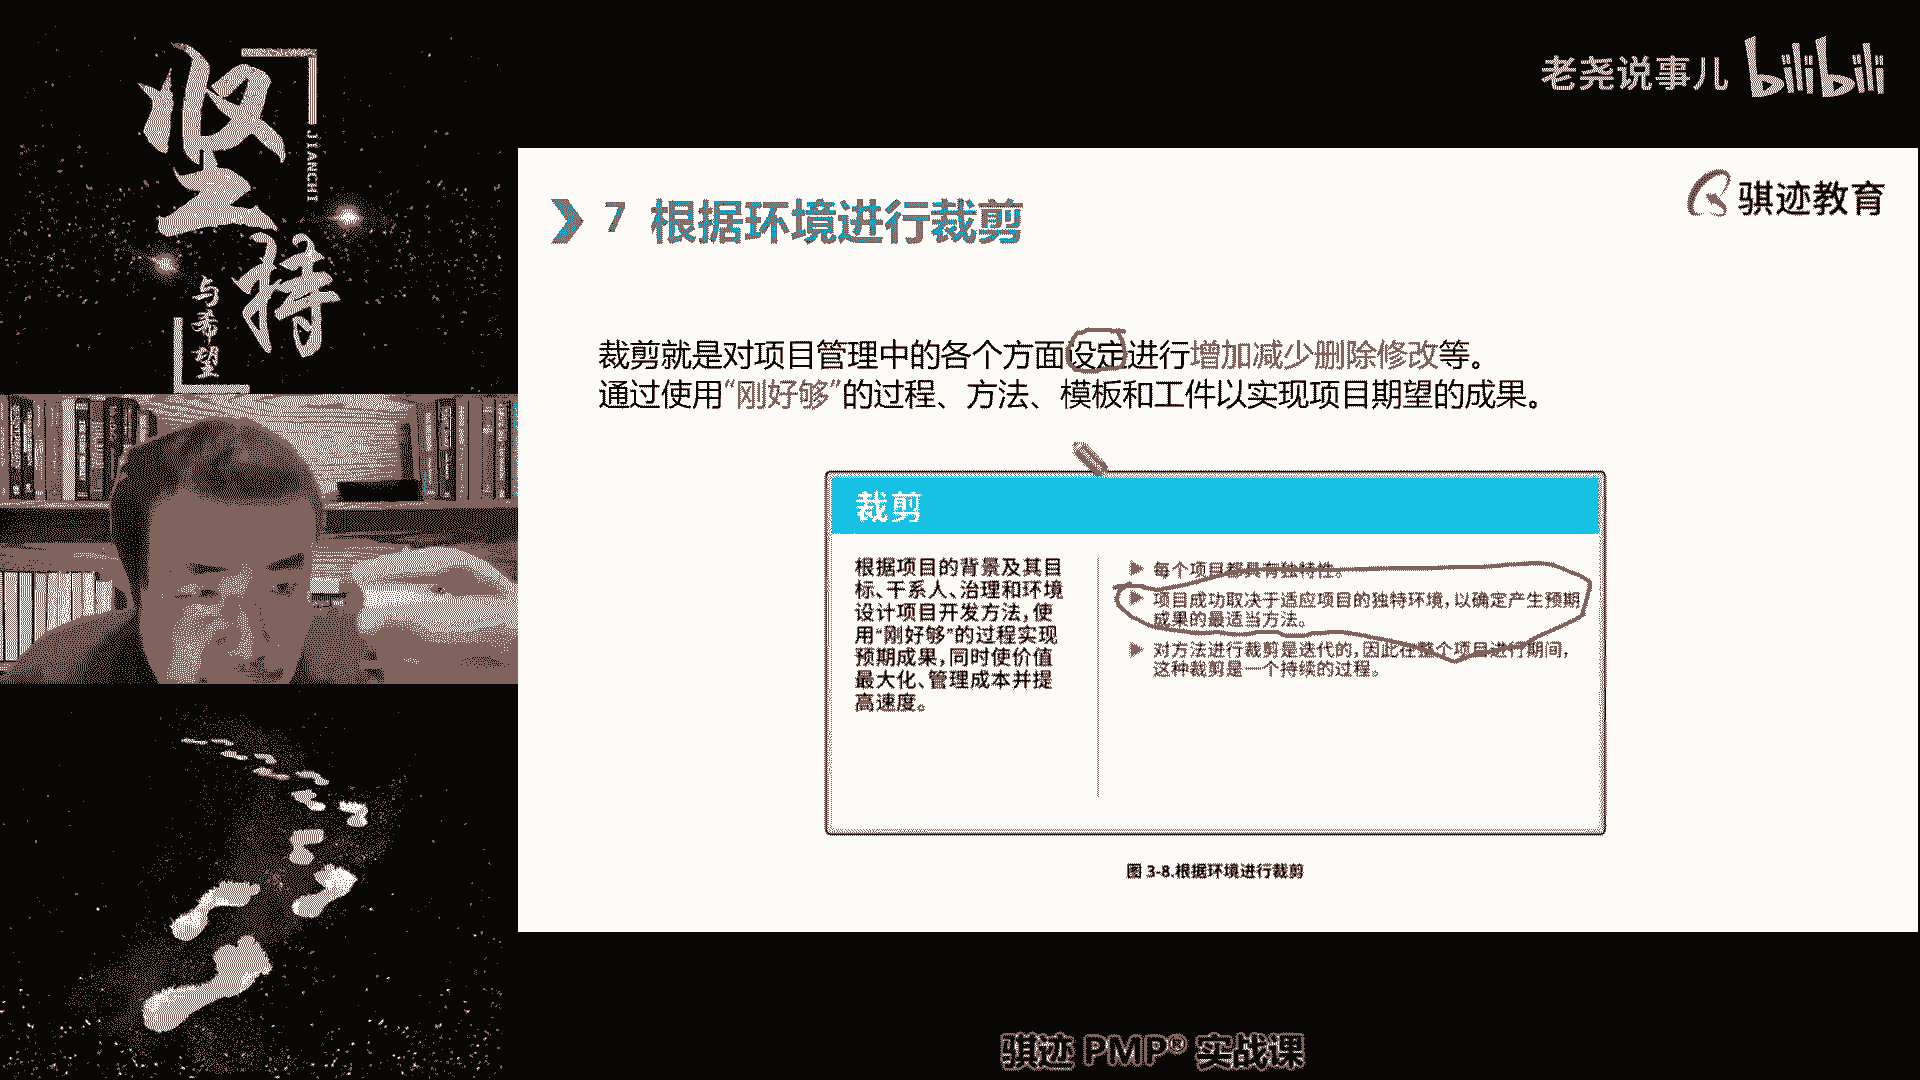 坚持
JIANCHI
与希望
老尧说事儿 bilibili
骐迹教育
7 根据环境进行裁剪
裁剪就是对项目管理中的各个方面设定进行增加减少删除修改等。
通过使用“刚好够”的过程、方法、模板和工件以实现项目期望的成果。
裁剪
根据项目的背景及其目
标、干系人、治理和环境
设计项目开发方法,使
用“刚好够”的过程实现
预期成果,同时使价值
最大化、管理成本并提
高速度。
每个项目都具有独特性。
项目成功取决于适应项目的独特环境,以确定产生预期
成果的最适当方法。
对方法进行裁剪是迭代的,因此在整个项目进行期间,
这种裁剪是一个持续的过程。
图 3-8.根据环境进行裁剪
骐迹 PMP® 实战课